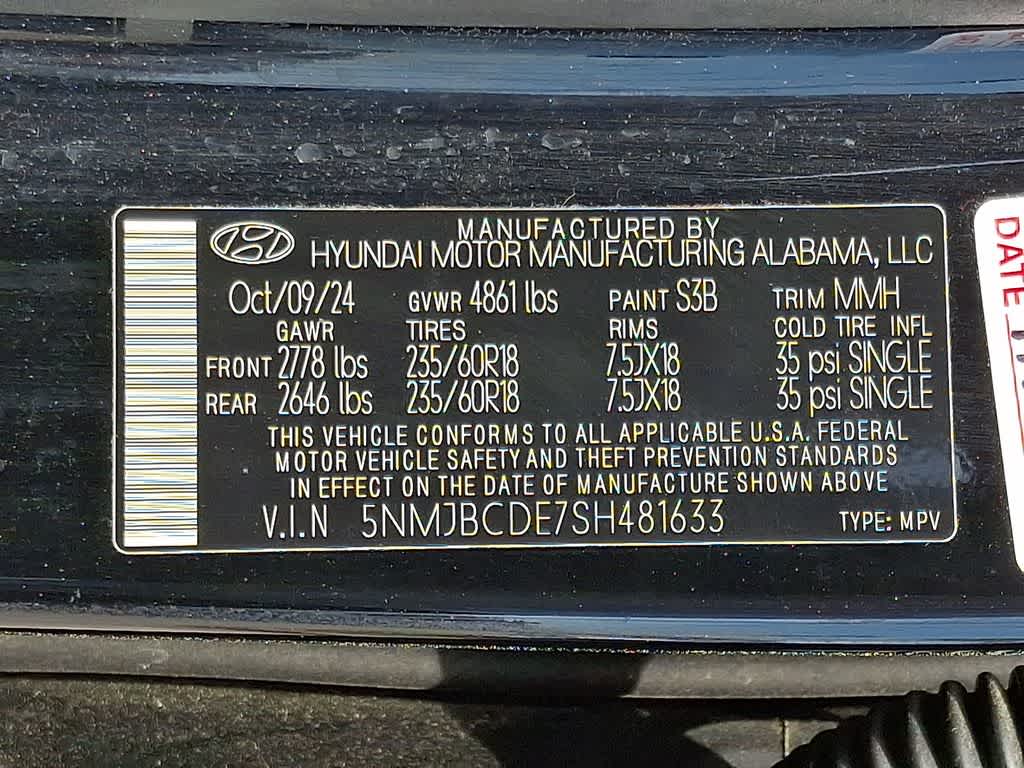 MANUFACTURED BY
HYUNDAI MOTOR MANUFACTURING ALABAMA, LLC
Oct/09/24 GVWR 4861 lbs PAINT S3B TRIM MMH
GAWR TIRES RIMS COLD TIRE INFL
FRONT 2778 lbs 235/60R18 7.5JX18 35 psi SINGLE
REAR 2646 lbs 235/60R18 7.5JX18 35 psi SINGLE
THIS VEHICLE CONFORMS TO ALL APPLICABLE U.S.A. FEDERAL
MOTOR VEHICLE SAFETY AND THEFT PREVENTION STANDARDS
IN EFFECT ON THE DATE OF MANUFACTURE SHOWN ABOVE
V.I.N 5NMJBCDE7SH481633 TYPE: MPV
DATE